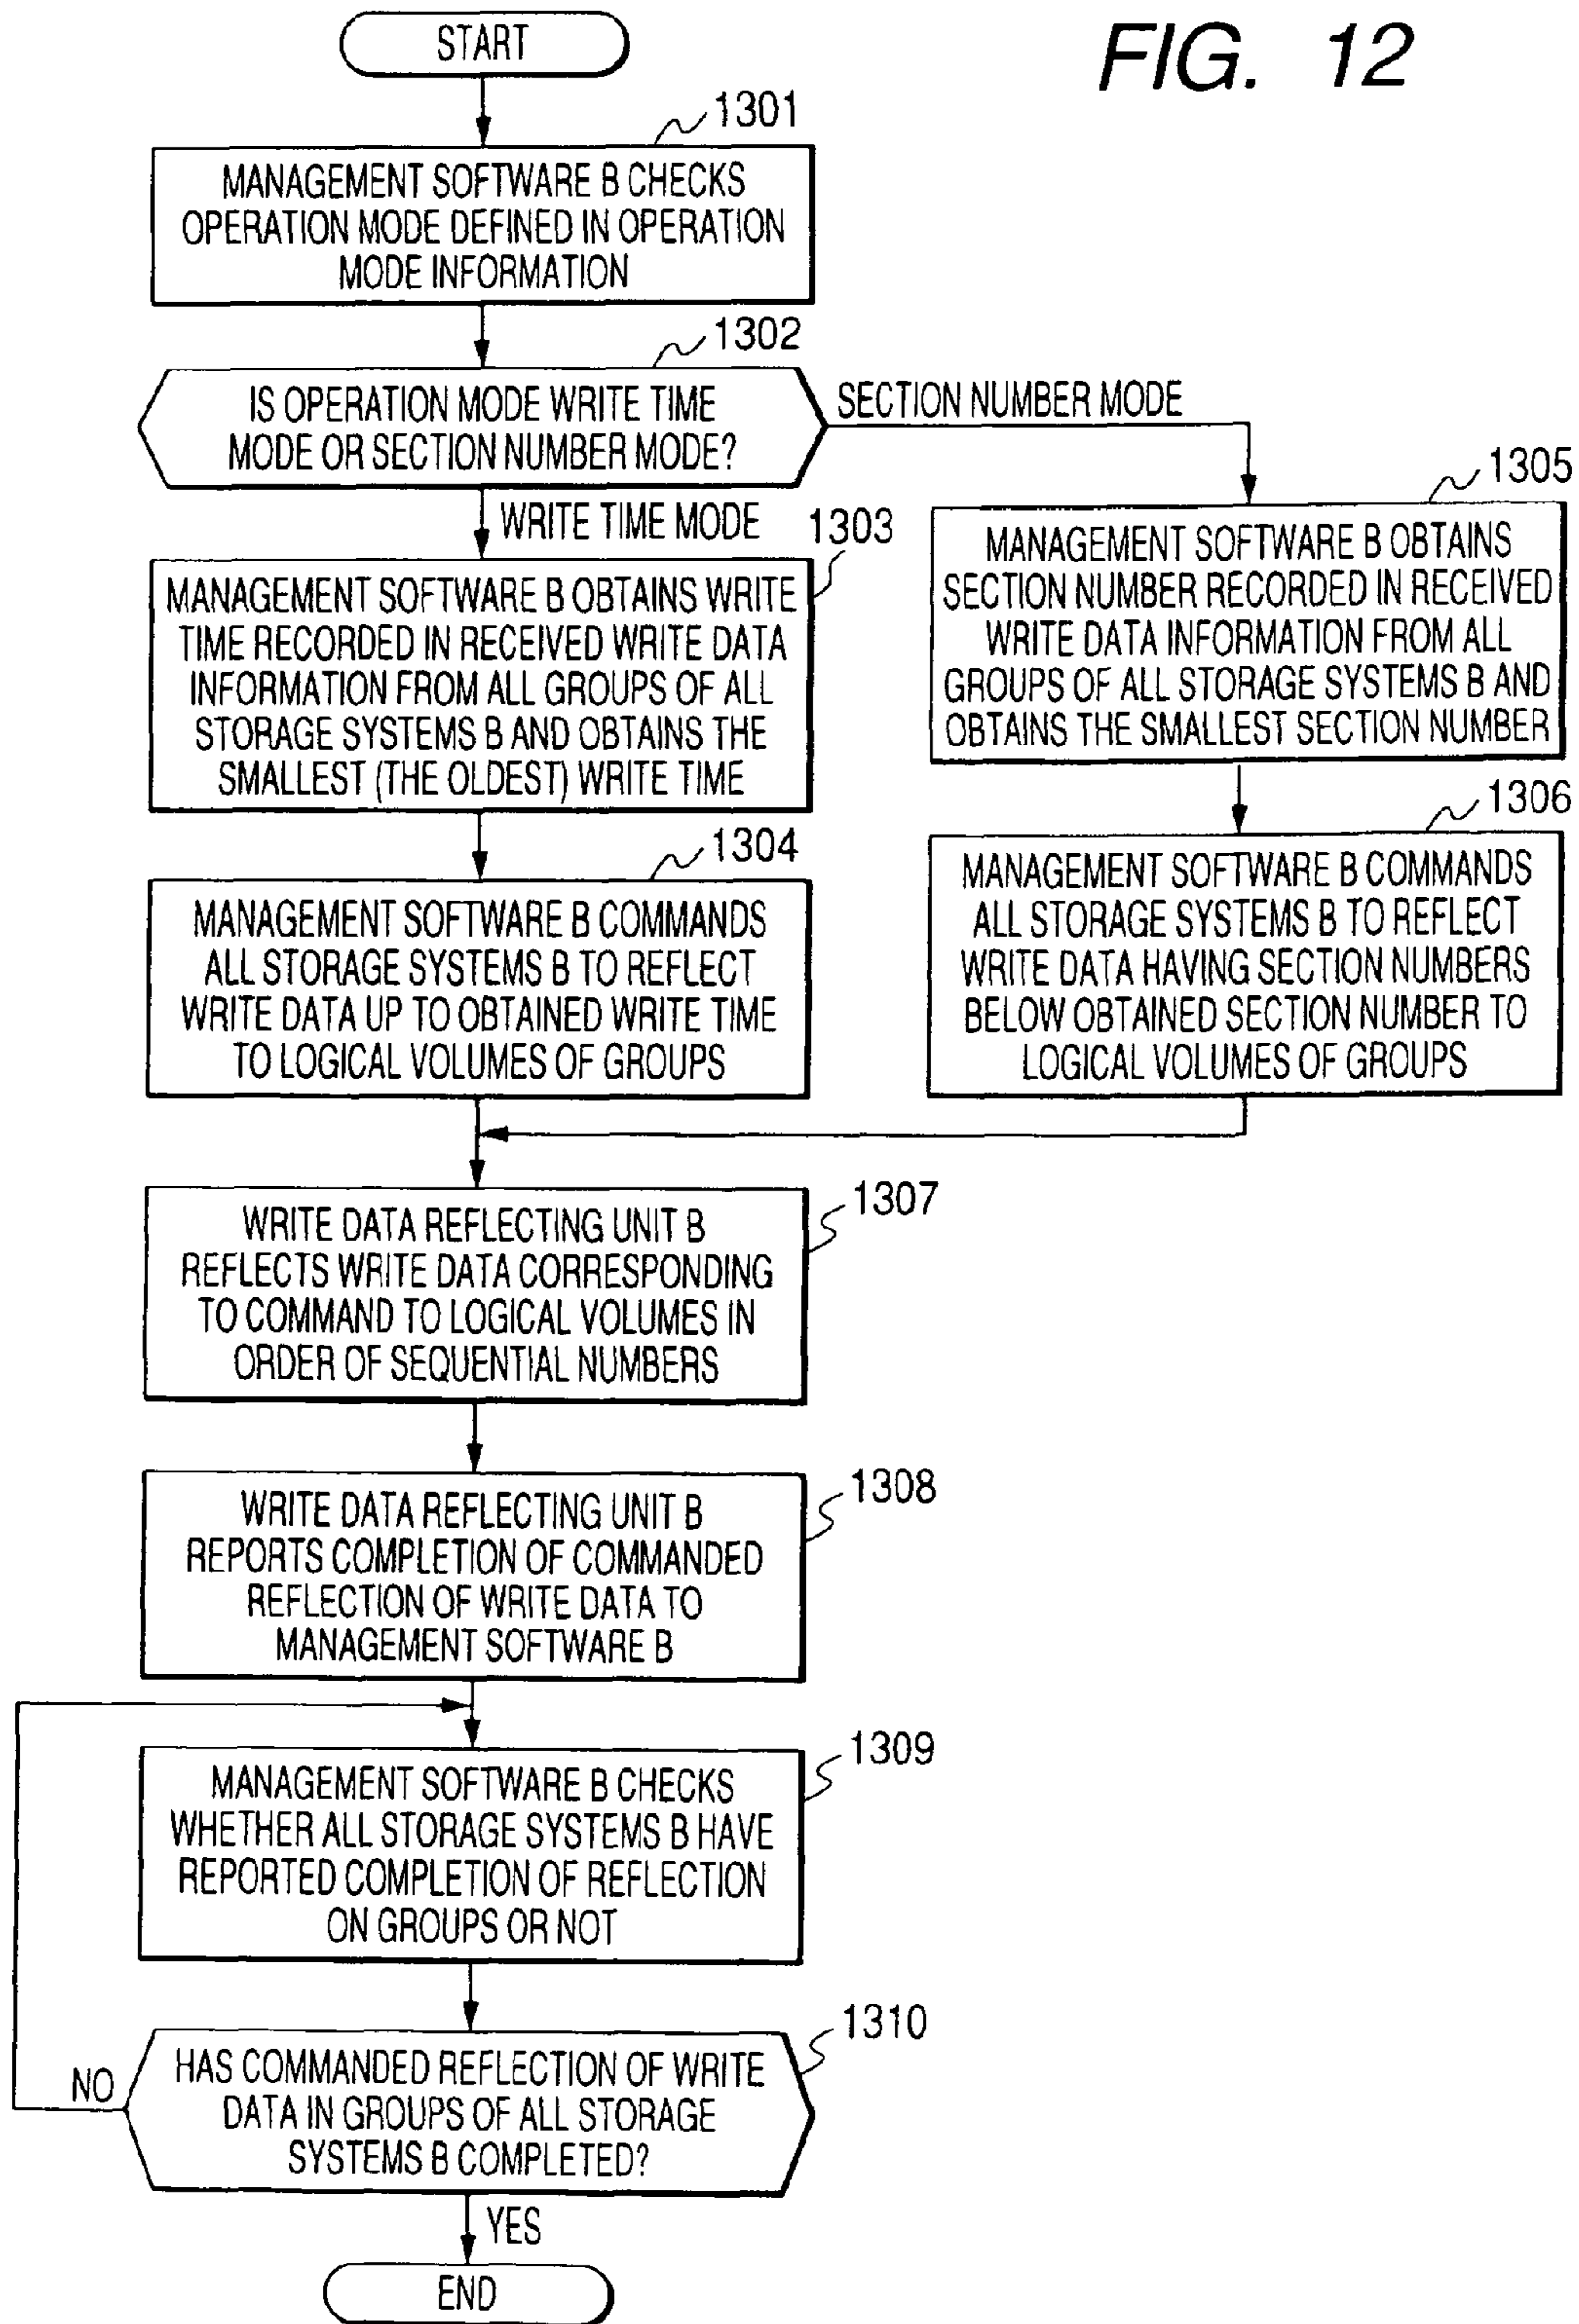 FIG. 12
START
1301
MANAGEMENT SOFTWARE B CHECKS
OPERATION MODE DEFINED IN OPERATION
MODE INFORMATION
1302
IS OPERATION MODE WRITE TIME
MODE OR SECTION NUMBER MODE?
SECTION NUMBER MODE
WRITE TIME MODE
1303
MANAGEMENT SOFTWARE B OBTAINS WRITE
TIME RECORDED IN RECEIVED WRITE DATA
INFORMATION FROM ALL GROUPS OF ALL
STORAGE SYSTEMS B AND OBTAINS THE
SMALLEST (THE OLDEST) WRITE TIME
1304
MANAGEMENT SOFTWARE B COMMANDS
ALL STORAGE SYSTEMS B TO REFLECT
WRITE DATA UP TO OBTAINED WRITE TIME
TO LOGICAL VOLUMES OF GROUPS
1305
MANAGEMENT SOFTWARE B OBTAINS
SECTION NUMBER RECORDED IN RECEIVED
WRITE DATA INFORMATION FROM ALL
GROUPS OF ALL STORAGE SYSTEMS B AND
OBTAINS THE SMALLEST SECTION NUMBER
1306
MANAGEMENT SOFTWARE B COMMANDS
ALL STORAGE SYSTEMS B TO REFLECT
WRITE DATA HAVING SECTION NUMBERS
BELOW OBTAINED SECTION NUMBER TO
LOGICAL VOLUMES OF GROUPS
1307
WRITE DATA REFLECTING UNIT B
REFLECTS WRITE DATA CORRESPONDING
TO COMMAND TO LOGICAL VOLUMES IN
ORDER OF SEQUENTIAL NUMBERS
1308
WRITE DATA REFLECTING UNIT B
REPORTS COMPLETION OF COMMANDED
REFLECTION OF WRITE DATA TO
MANAGEMENT SOFTWARE B
1309
MANAGEMENT SOFTWARE B CHECKS
WHETHER ALL STORAGE SYSTEMS B HAVE
REPORTED COMPLETION OF REFLECTION
ON GROUPS OR NOT
1310
HAS COMMANDED REFLECTION OF WRITE
DATA IN GROUPS OF ALL STORAGE
SYSTEMS B COMPLETED?
NO
YES
END